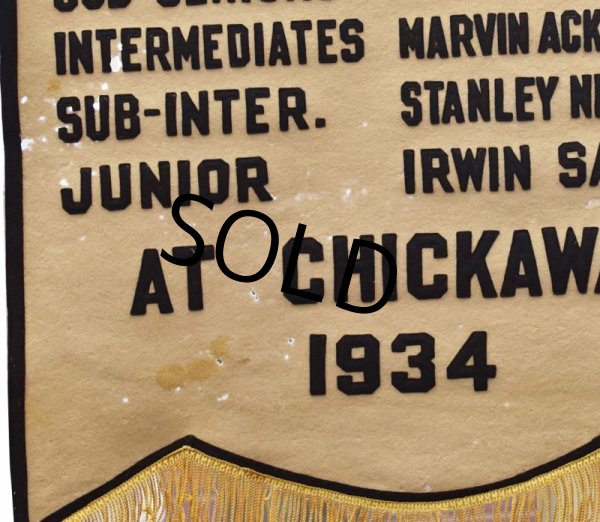 INTERMEDIATES MARVIN ACK
SUB-INTER. STANLEY
JUNIOR IRWIN SA
AT CHICKAWA
SOLD
1934